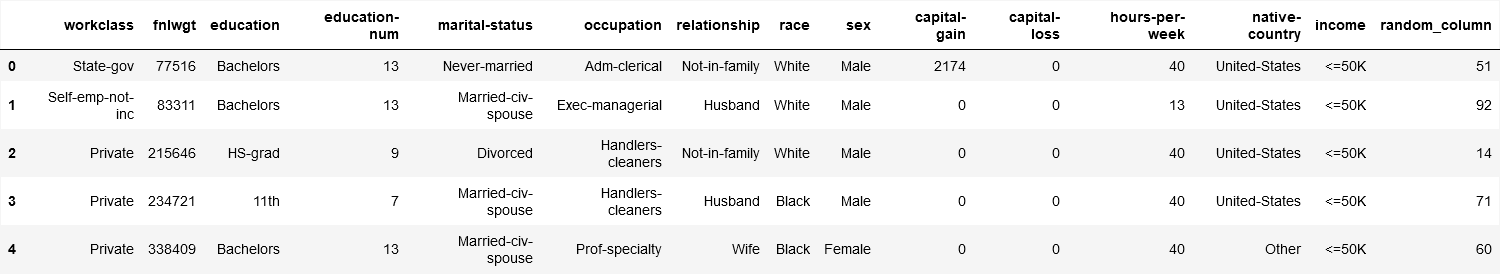 workclass fnlwgt education education-num marital-status occupation relationship race sex capital-gain capital-loss hours-per-week native-country income random_column
0 State-gov 77516 Bachelors 13 Never-married Adm-clerical Not-in-family White Male 2174 0 40 United-States <=50K 51
1 Self-emp-not-inc 83311 Bachelors 13 Married-civ-spouse Exec-managerial Husband White Male 0 0 13 United-States <=50K 92
2 Private 215646 HS-grad 9 Divorced Handlers-cleaners Not-in-family White Male 0 0 40 United-States <=50K 14
3 Private 234721 11th 7 Married-civ-spouse Handlers-cleaners Husband Black Male 0 0 40 United-States <=50K 71
4 Private 338409 Bachelors 13 Married-civ-spouse Prof-specialty Wife Black Female 0 0 40 Other <=50K 60